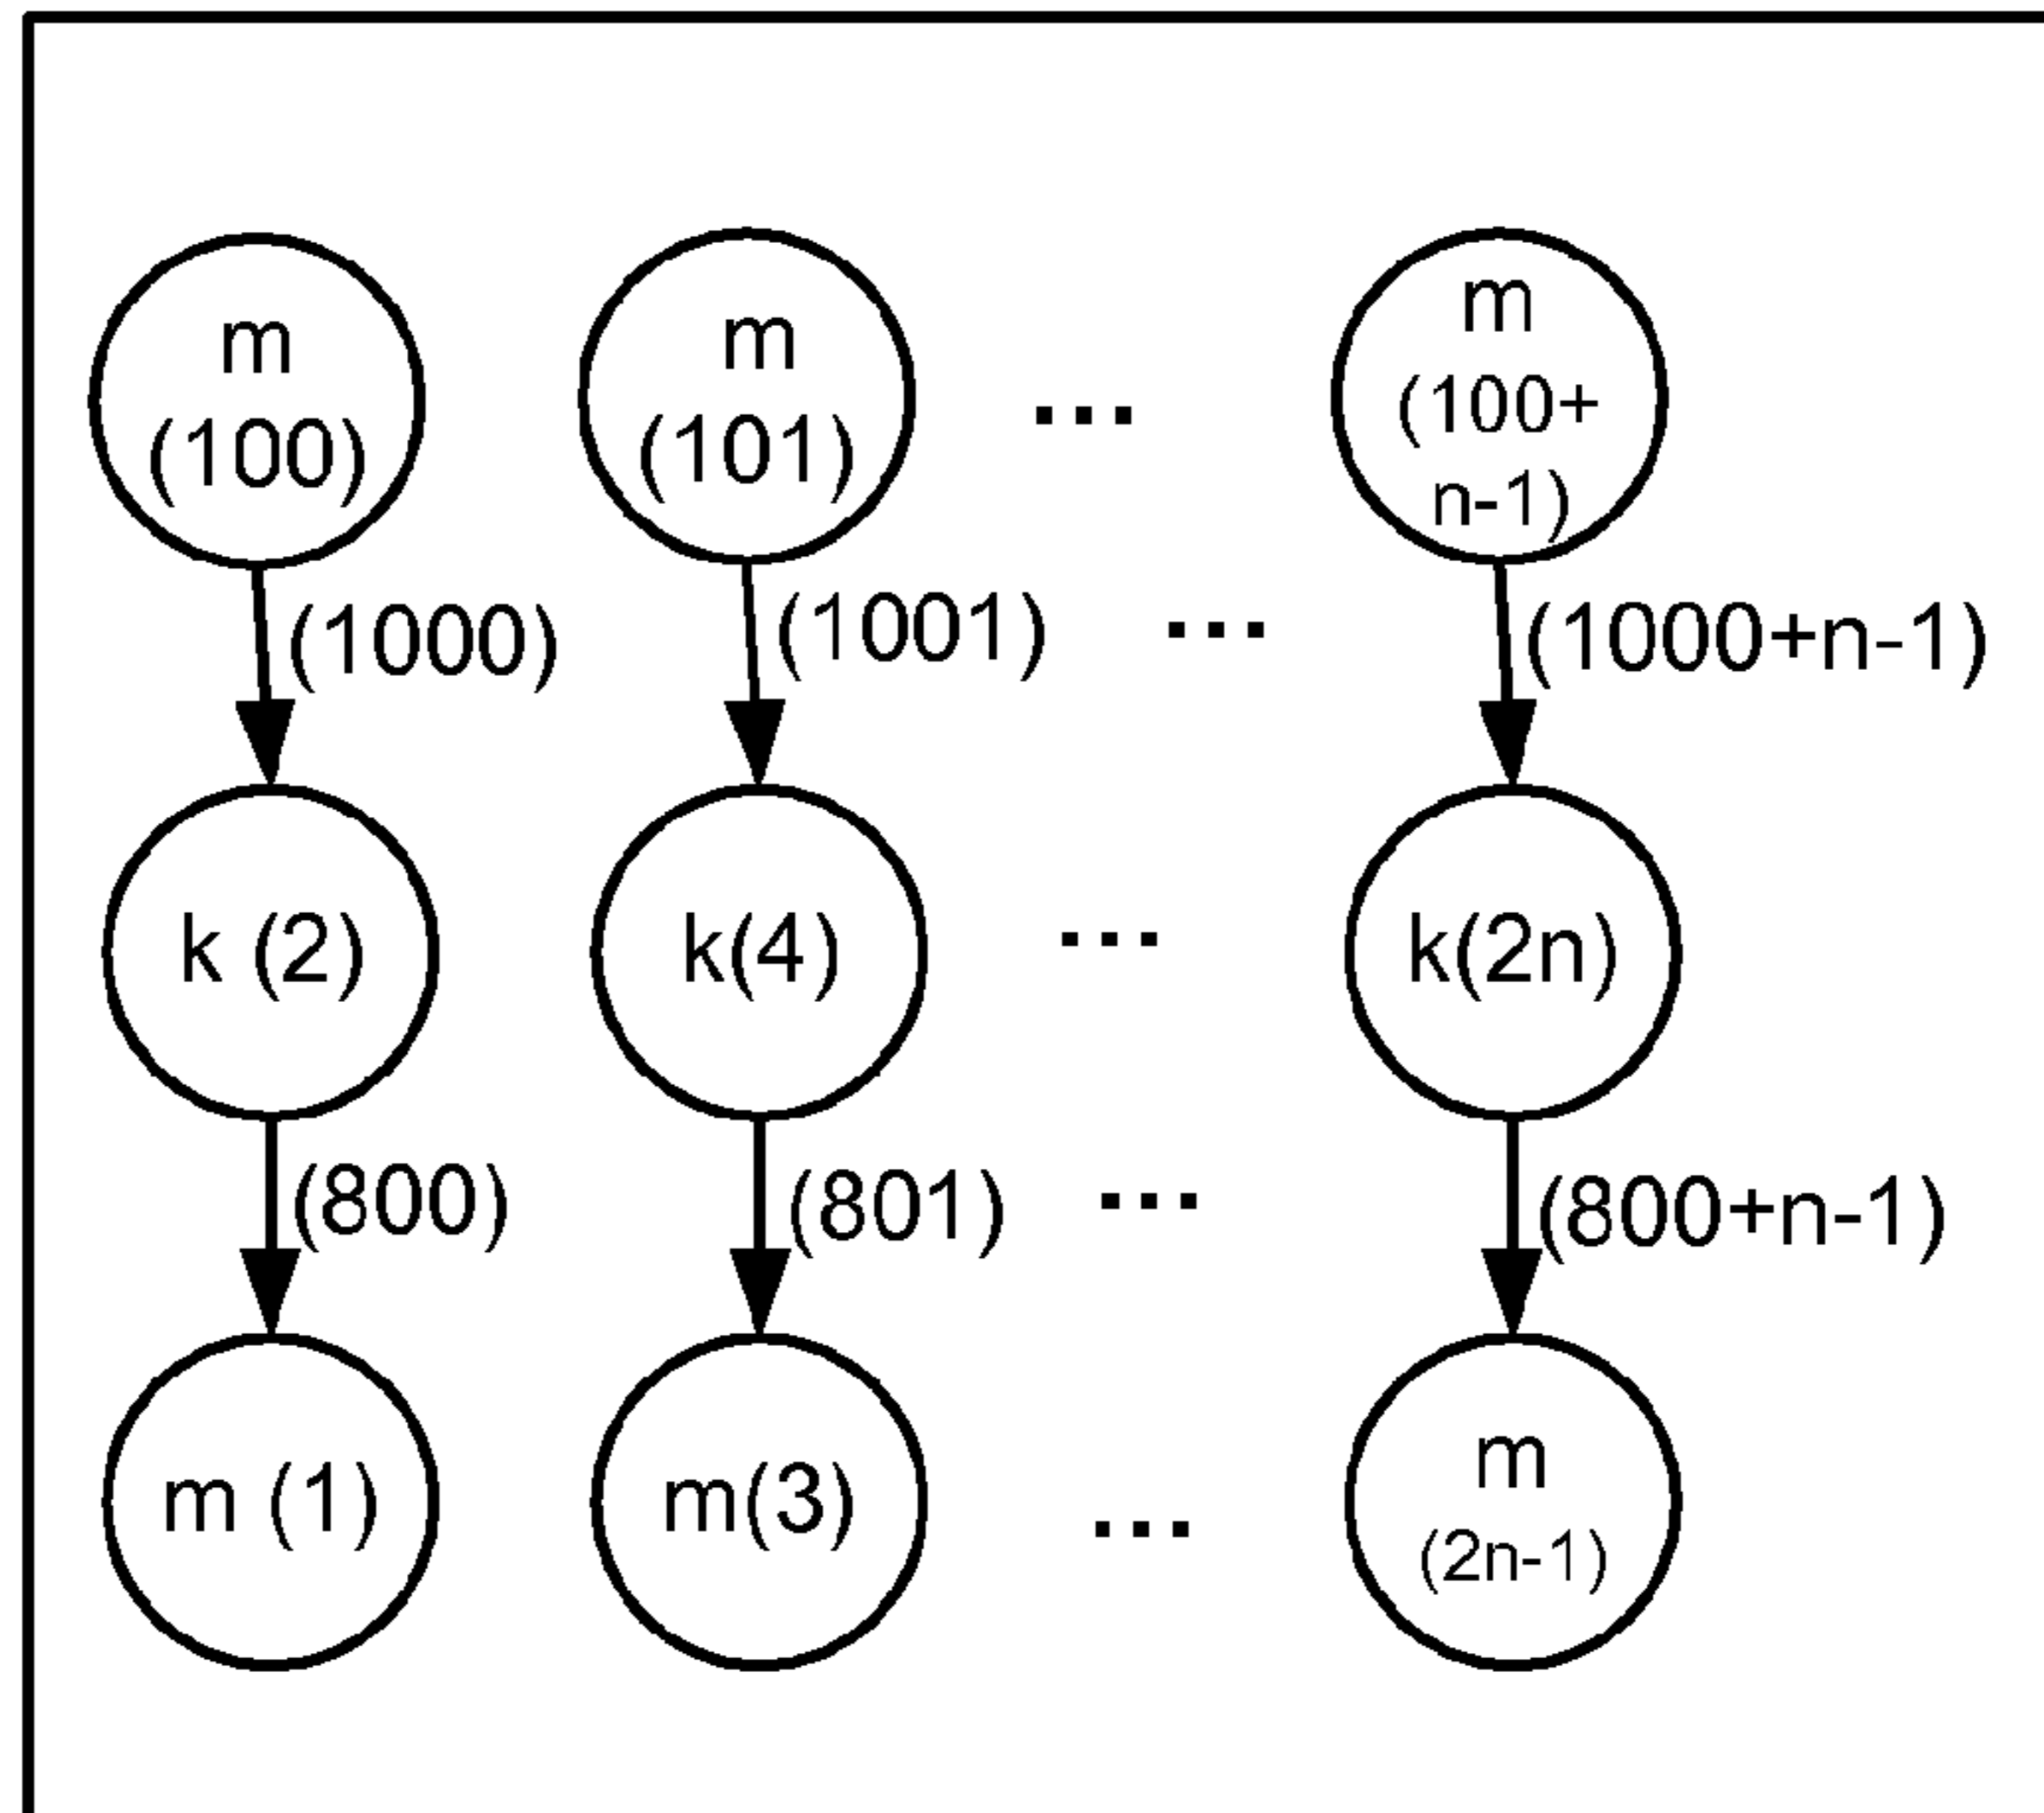 m
(100)
m
(101)
...
m
(100+
n-1)
(1000)
(1001)
...
(1000+n-1)
k (2)
k(4)
...
k(2n)
(800)
(801)
...
(800+n-1)
m (1)
m(3)
...
m
(2n-1)